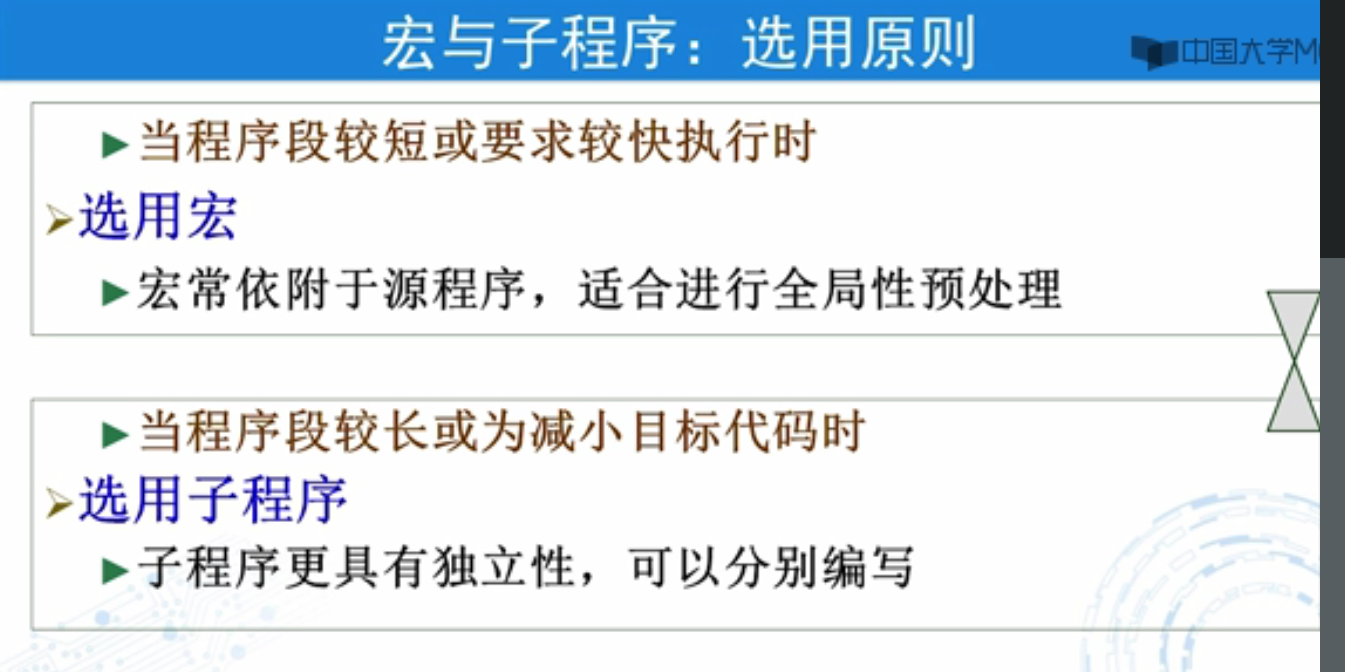 宏与子程序：选用原则
中国大学M
当程序段较短或要求较快执行时
选用宏
宏常依附于源程序，适合进行全局性预处理
当程序段较长或为减小目标代码时
选用子程序
子程序更具有独立性，可以分别编写